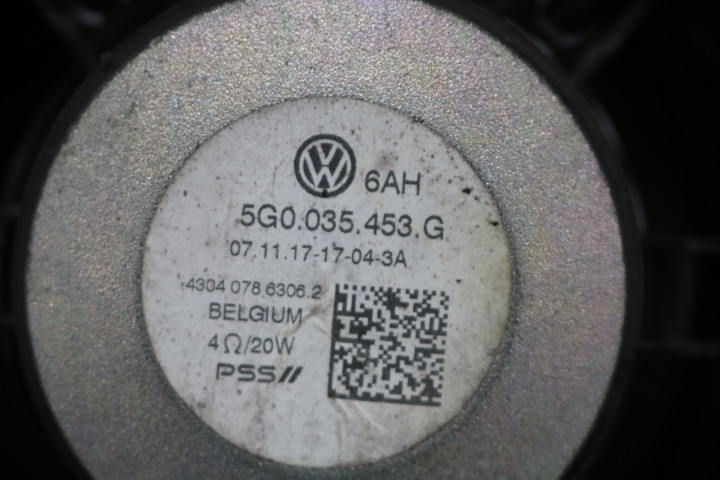 6AH
5G0.035.453.G
07.11.17-17-04-3A
4304 078 6306.2
BELGIUM
4Ω/20W
PSS//